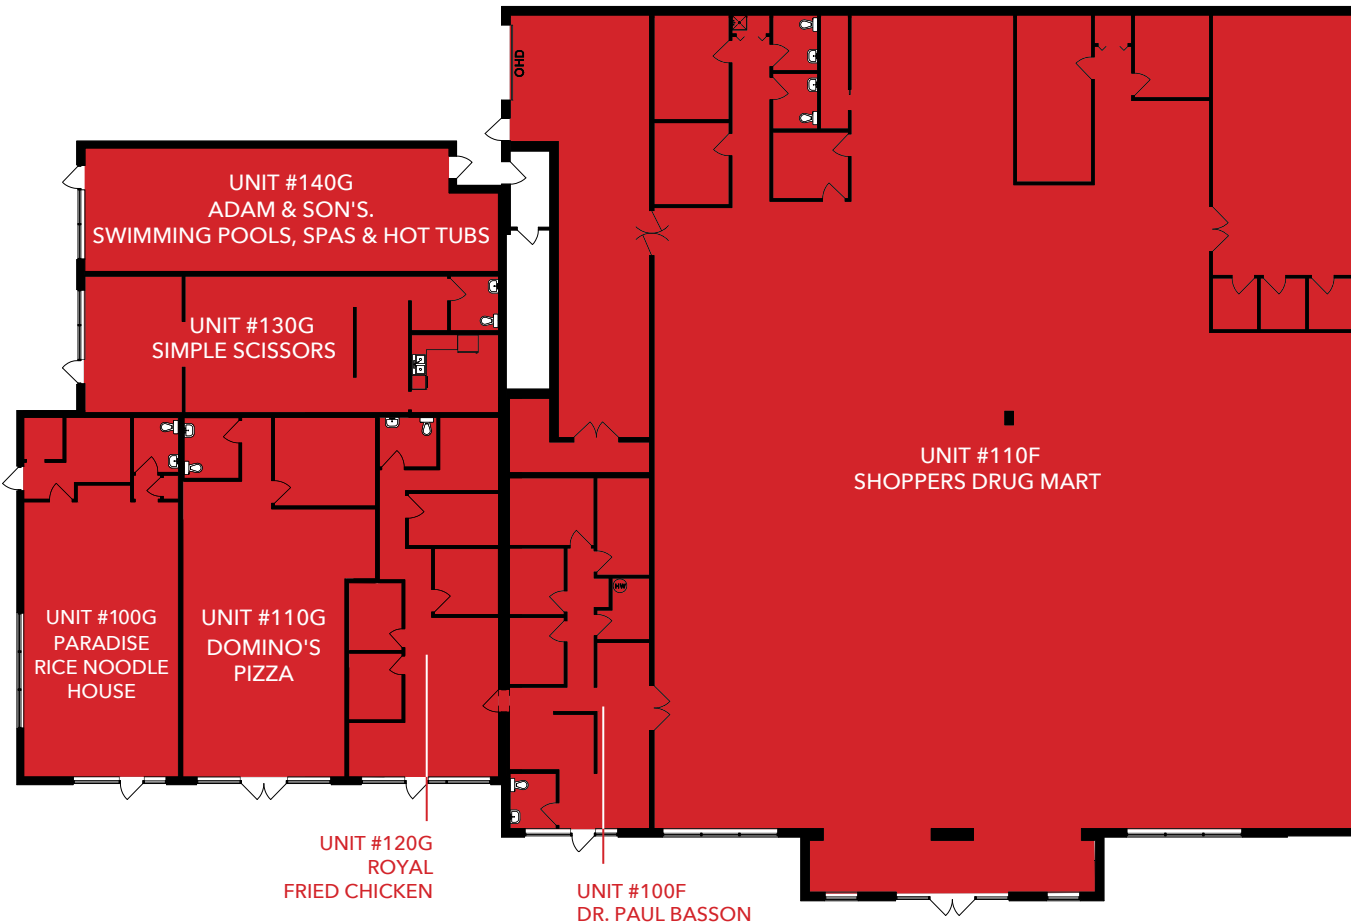 OHD
UNIT #140G
ADAM & SON'S.
SWIMMING POOLS, SPAS & HOT TUBS
UNIT #130G
SIMPLE SCISSORS
UNIT #110F
SHOPPERS DRUG MART
HW
UNIT #100G
PARADISE
RICE NOODLE
HOUSE
UNIT #110G
DOMINO'S
PIZZA
UNIT #120G
ROYAL
FRIED CHICKEN
UNIT #100F
DR. PAUL BASSON